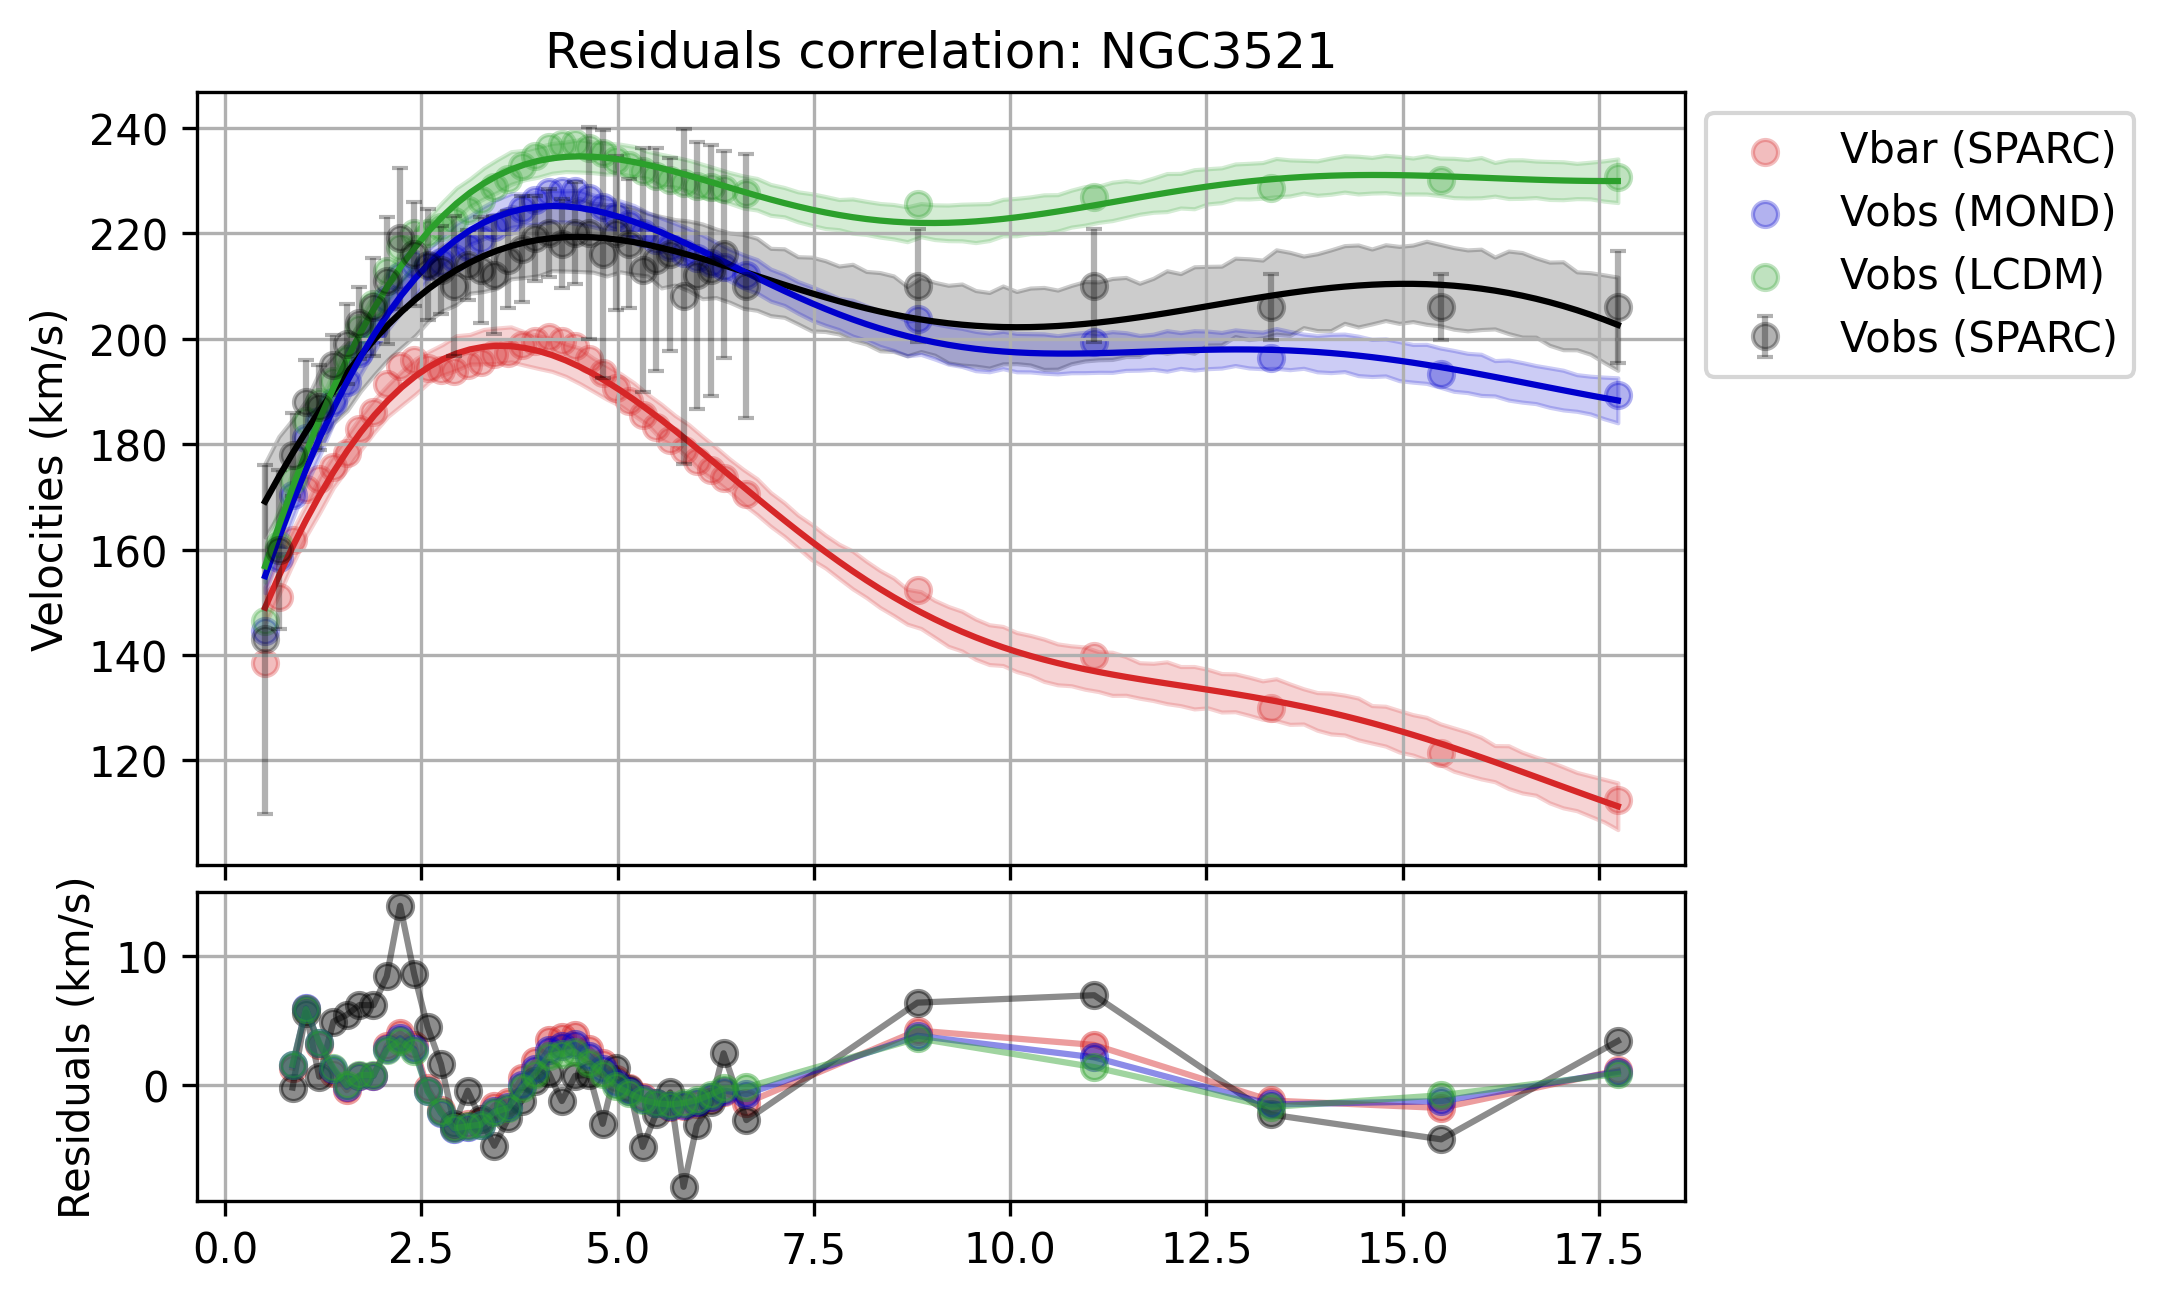 Residuals correlation: NGC3521
240
220
200
180
160
140
120
Velocities (km/s)
Vbar (SPARC)
Vobs (MOND)
Vobs (LCDM)
Vobs (SPARC)
10
0
Residuals (km/s)
0.0 2.5 5.0 7.5 10.0 12.5 15.0 17.5